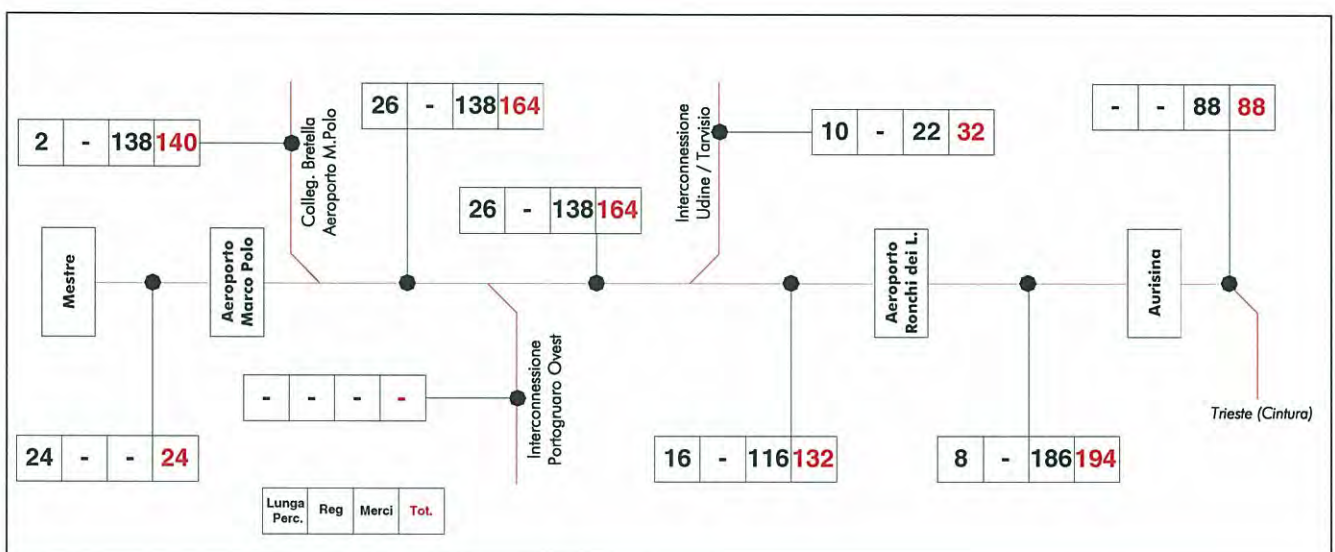 2 - 138 140
Colleg. Bretella
Aeroporto M.Polo
26 - 138 164
26 - 138 164
Interconnessione
Udine / Tarvisio
10 - 22 32
- - 88 88
Mestre
Aeroporto
Marco Polo
Aeroporto
Ronchi dei L.
Aurisina
- - - -
Interconnessione
Portogruaro Ovest
Trieste (Cintura)
24 - - 24
16 - 116 132
8 - 186 194
Lunga
Perc.
Reg
Merci
Tot.